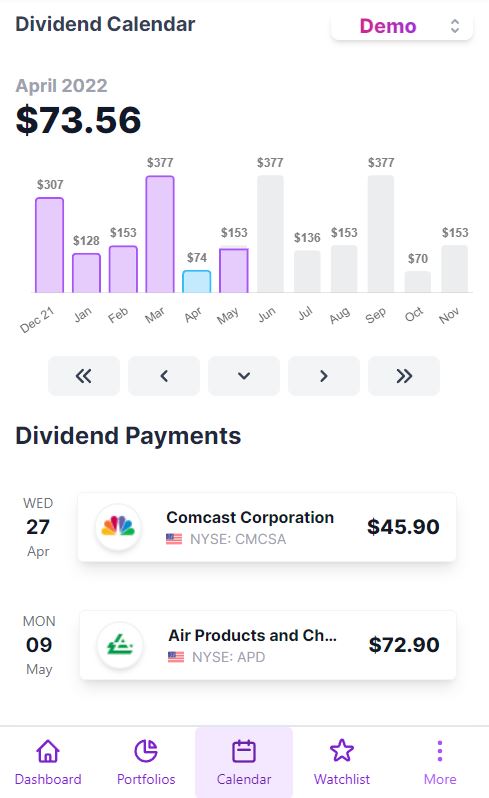 Dividend Calendar
Demo
April 2022
$73.56
$307 $128 $153 $377 $74 $153 $377 $136 $153 $377 $70 $153
Dec 21 Jan Feb Mar Apr May Jun Jul Aug Sep Oct Nov
Dividend Payments
WED
27
Apr
Comcast Corporation
NYSE: CMCSA
$45.90
MON
09
May
Air Products and Ch...
NYSE: APD
$72.90
Dashboard Portfolios Calendar Watchlist More